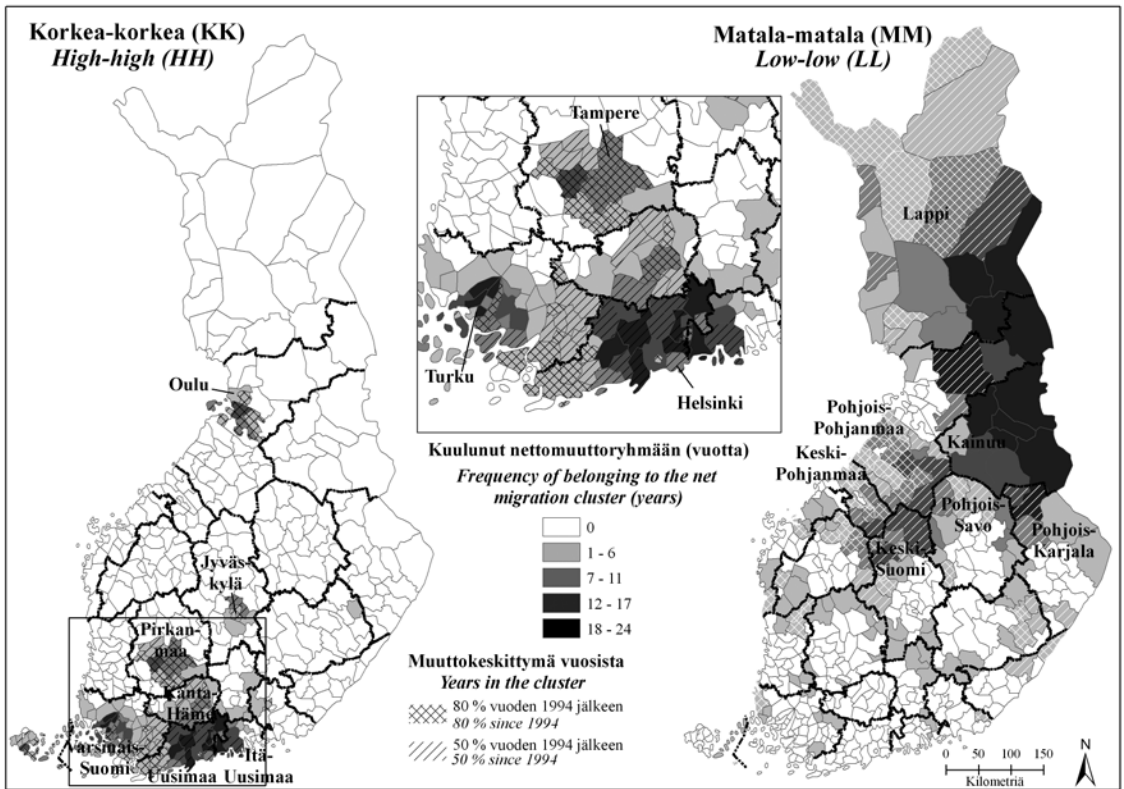 Korkea-korkea (KK)
High-high (HH)
Oulu
Jyväs-
kylä
Pirkan-
maa
Kanta-
Häme
Varsinais-
Suomi
Uusimaa
Itä-
Uusimaa
Tampere
Turku
Helsinki
Kuulunut nettomuuttoryhmään (vuotta)
Frequency of belonging to the net
migration cluster (years)
0
1 - 6
7 - 11
12 - 17
18 - 24
Muuttokeskittymä vuosista
Years in the cluster
80 % vuoden 1994 jälkeen
80 % since 1994
50 % vuoden 1994 jälkeen
50 % since 1994
Matala-matala (MM)
Low-low (LL)
Lappi
Pohjois-
Pohjanmaa
Keski-
Pohjanmaa
Kainuu
Pohjois-
Savo
Pohjois-
Karjala
Keski-
Suomi
0 50 100 150
Kilometriä
N